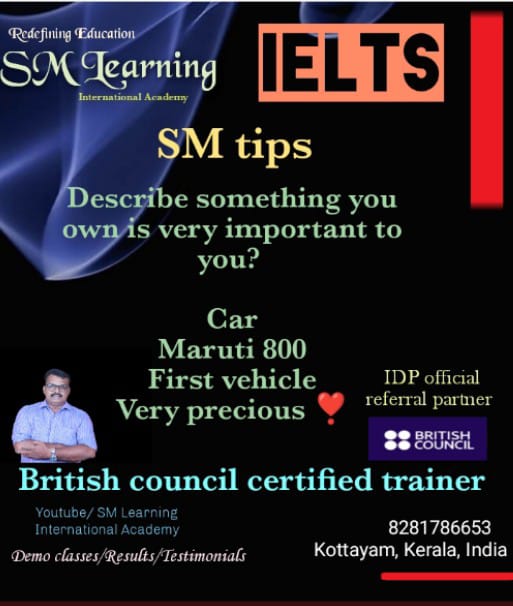 Redefining Education
SM Learning
International Academy
IELTS
SM tips
Describe something you
own is very important to
you?
Car
Maruti 800
First vehicle
Very precious ❣️
IDP official
referral partner
BRITISH
COUNCIL
British council certified trainer
Youtube/ SM Learning
International Academy
Demo classes/Results/Testimonials
8281786653
Kottayam, Kerala, India